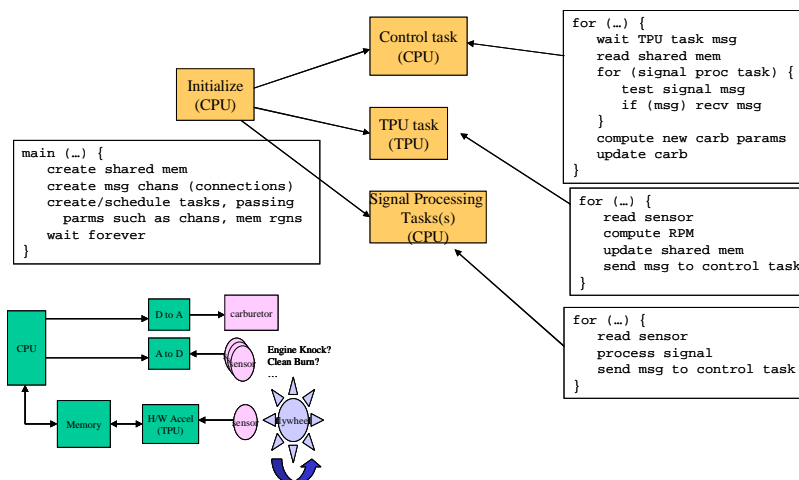 Control task
(CPU)
Initialize
(CPU)
TPU task
(TPU)
Signal Processing
Tasks(s)
(CPU)
for (…) {
wait TPU task msg
read shared mem
for (signal proc task) {
test signal msg
if (msg) recv msg
}
compute new carb params
update carb
}
main (…) {
create shared mem
create msg chans (connections)
create/schedule tasks, passing
parms such as chans, mem rgns
wait forever
}
for (…) {
read sensor
compute RPM
update shared mem
send msg to control task
}
for (…) {
read sensor
process signal
send msg to control task
}
CPU
D to A
carburetor
A to D
sensor
Engine Knock?
Clean Burn?
…
Memory
H/W Accel
(TPU)
sensor
flywheel